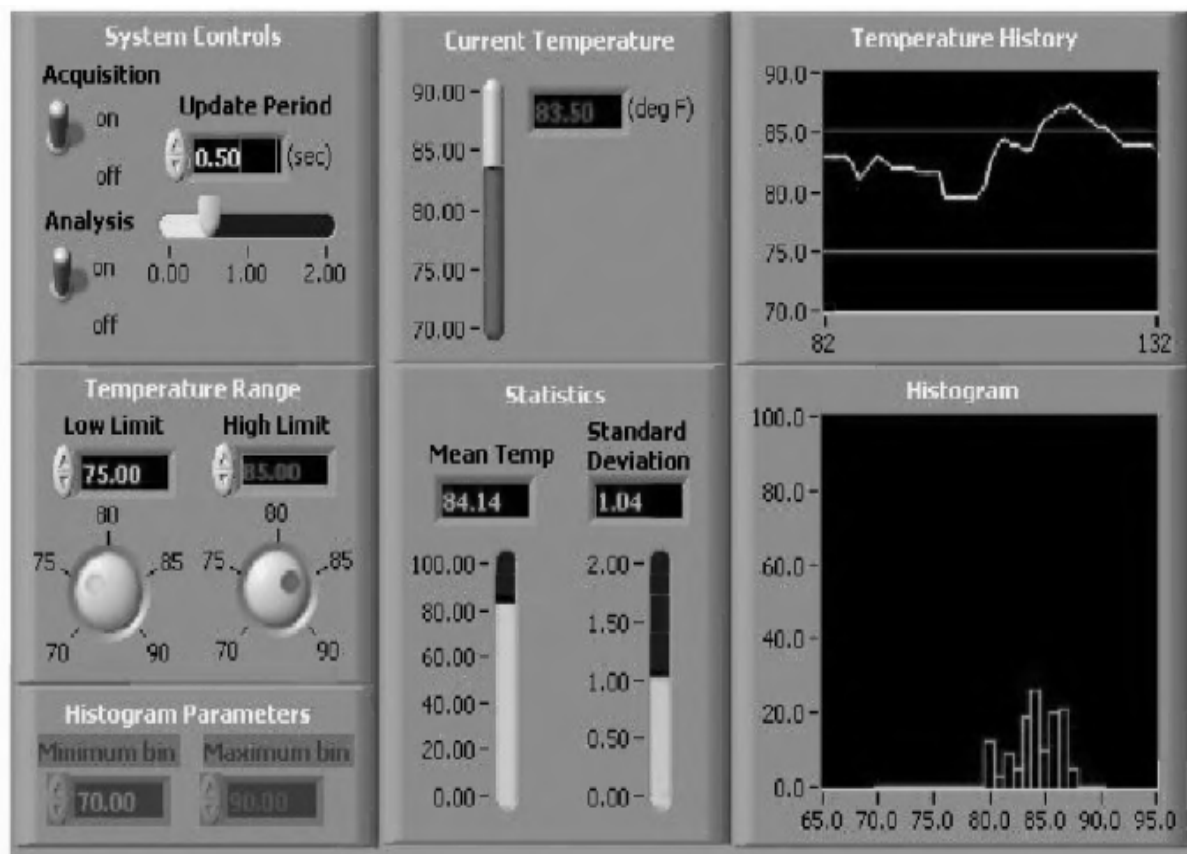 System Controls
Acquisition
on
off
Update Period
0.50 (sec)
0.00 1.00 2.00
Analysis
on
off
Current Temperature
90.00
85.00
80.00
75.00
70.00
83.50 (deg F)
Temperature History
90.0
85.0
80.0
75.0
70.0
82 132
Temperature Range
Low Limit
75.00
70 75 80 85 90
High Limit
85.00
70 75 80 85 90
Statistics
Mean Temp
84.14
100.00
80.00
60.00
40.00
20.00
0.00
Standard
Deviation
1.04
2.00
1.50
1.00
0.50
0.00
Histogram
100.0
80.0
60.0
40.0
20.0
0.0
65.0 70.0 75.0 80.0 85.0 90.0 95.0
Histogram Parameters
Minimum bin
70.00
Maximum bin
90.00